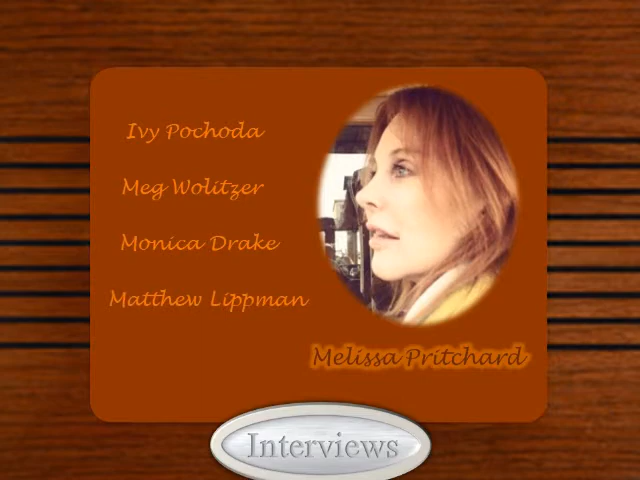 Ivy Pochoda
Meg Wolitzer
Monica Drake
Matthew Lippman
Melissa Pritchard
Interviews